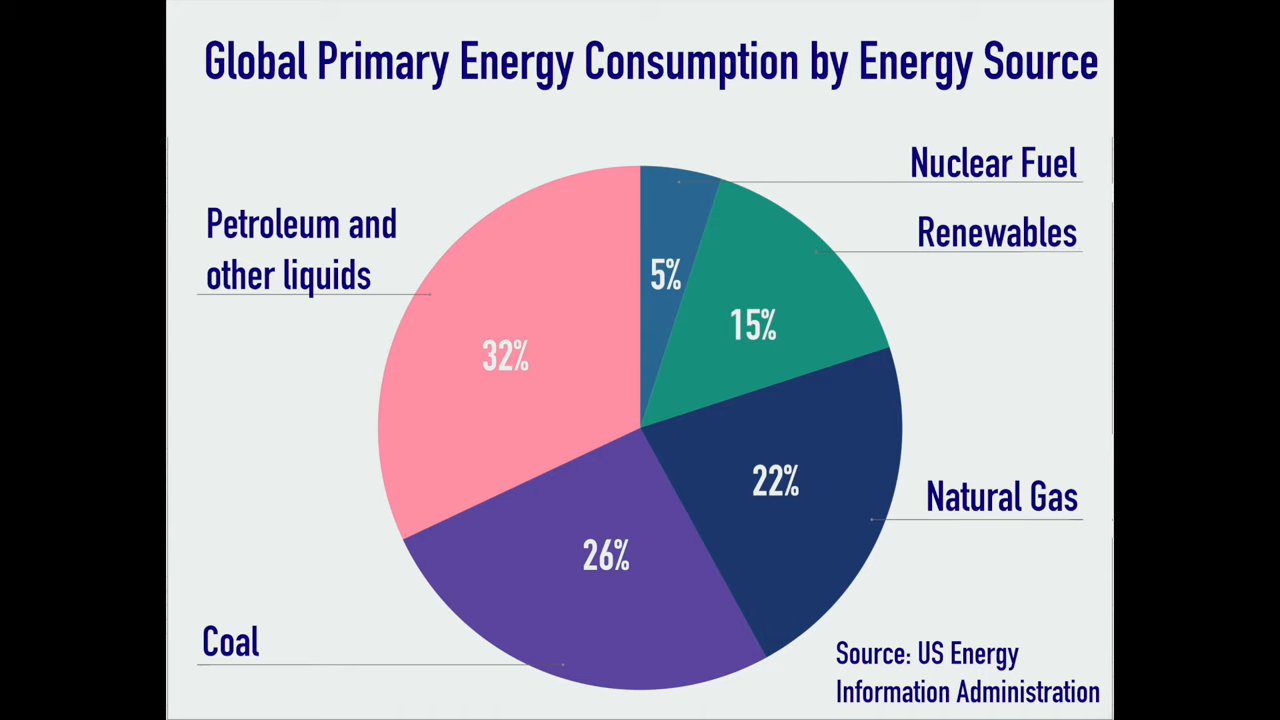 Global Primary Energy Consumption by Energy Source
Nuclear Fuel
Renewables
Petroleum and
other liquids
5%
15%
32%
22%
Natural Gas
26%
Coal
Source: US Energy
Information Administration